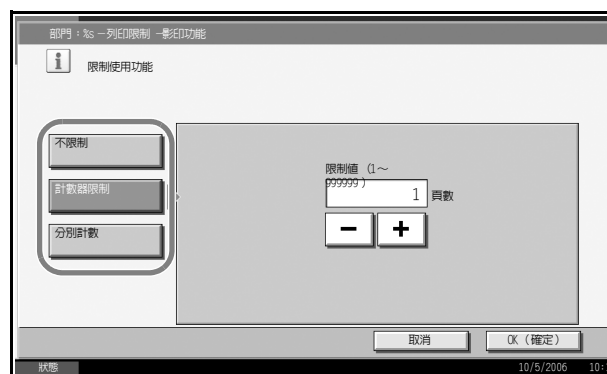 部門：%s －列印限制 －影印功能
限制使用功能
不限制
計數器限制
分別計數
限制值 (1～
999999)
1 頁數
取消
OK（確定）
狀態
10/5/2006 10: